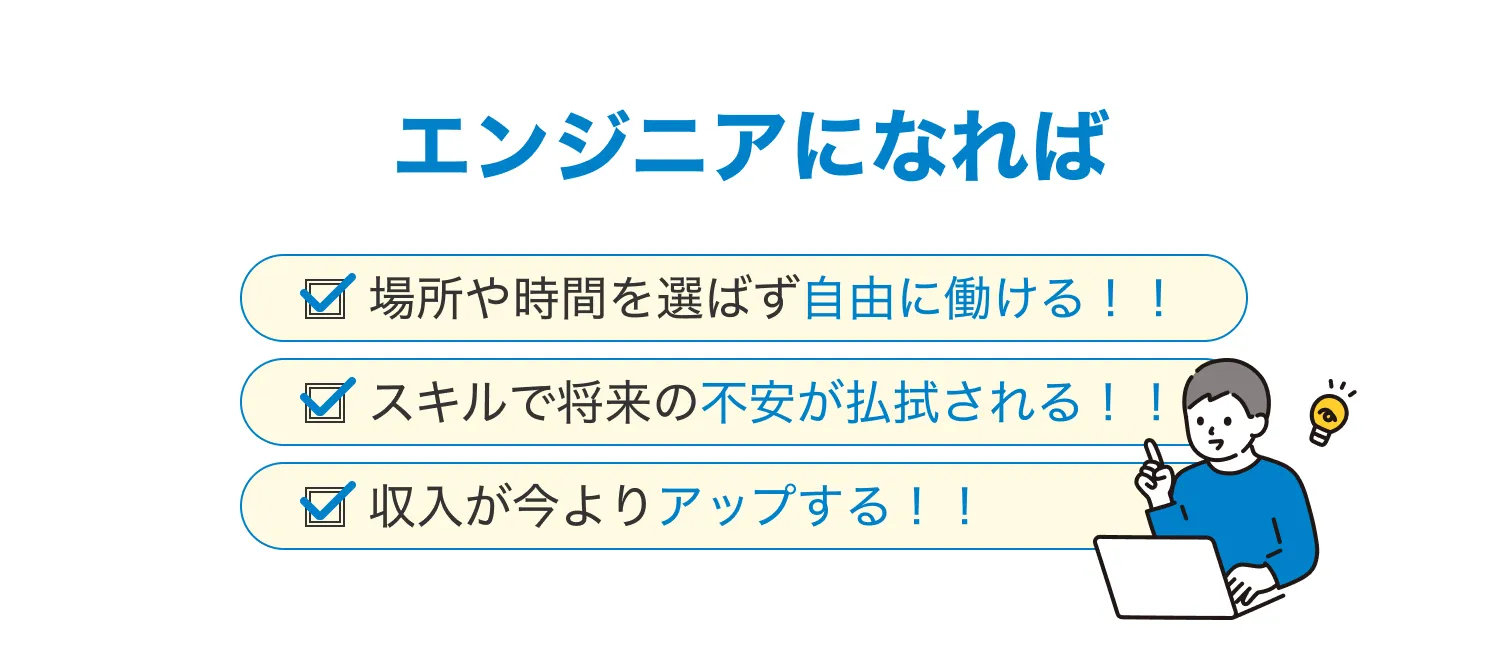 エンジニアになれば
場所や時間を選ばず自由に働ける！！
スキルで将来の不安が払拭される！！
収入が今よりアップする！！